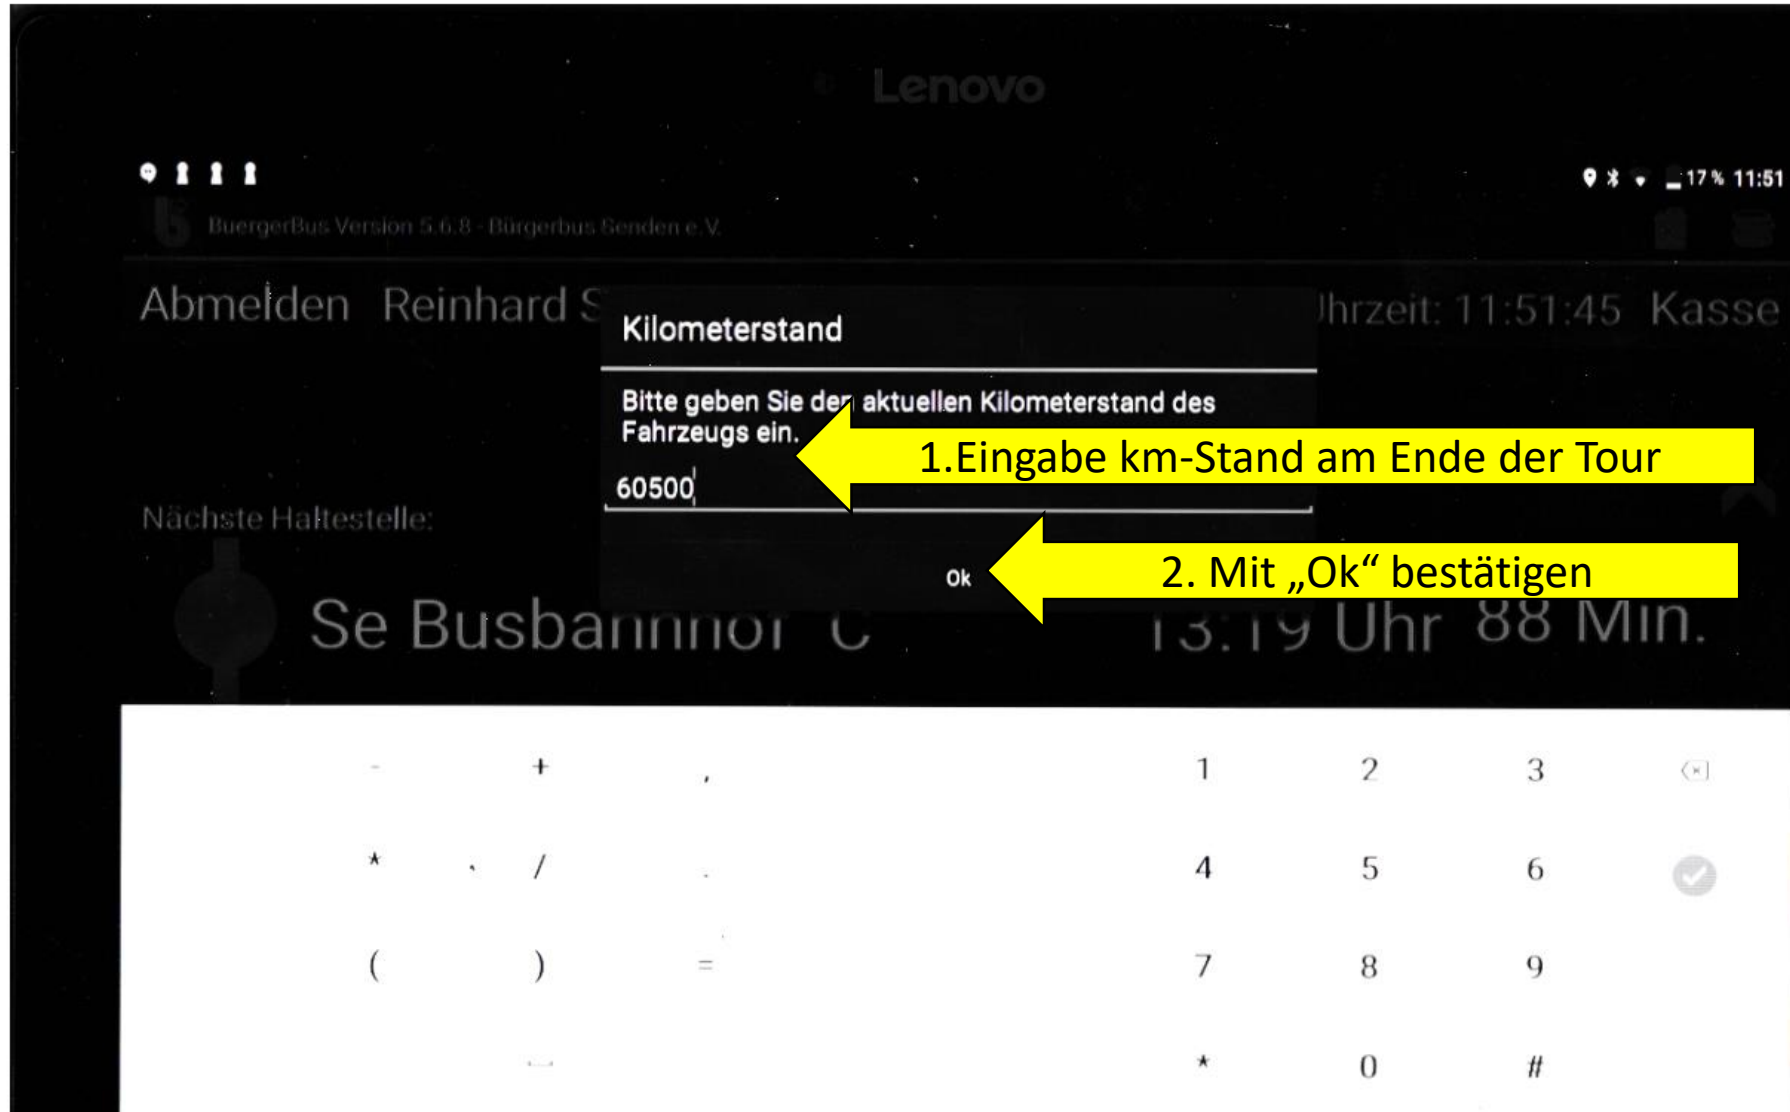 Lenovo
17 % 11:51
BuergerBus Version 5.6.8 - Bürgerbus Senden e.V.
Abmelden Reinhard S
Uhrzeit: 11:51:45 Kasse
Kilometerstand
Bitte geben Sie den aktuellen Kilometerstand des
Fahrzeugs ein.
1.Eingabe km-Stand am Ende der Tour
60500
Nächste Haltestelle:
Ok
2. Mit „Ok“ bestätigen
Se Busbahnhof C 13:19 Uhr 88 Min.
- + , 1 2 3
* / . 4 5 6
( ) = 7 8 9
* 0 #